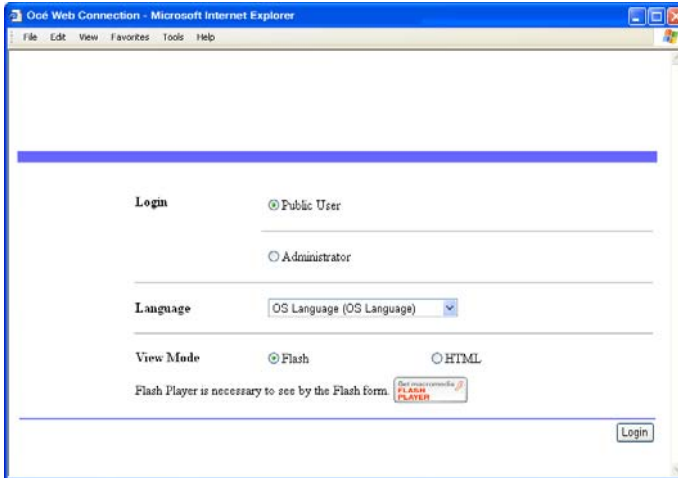 Océ Web Connection - Microsoft Internet Explorer
File Edit View Favorites Tools Help
Login Public User
Administrator
Language OS Language (OS Language)
View Mode Flash HTML
Flash Player is necessary to see by the Flash form.
Get macromedia
FLASH
PLAYER
Login